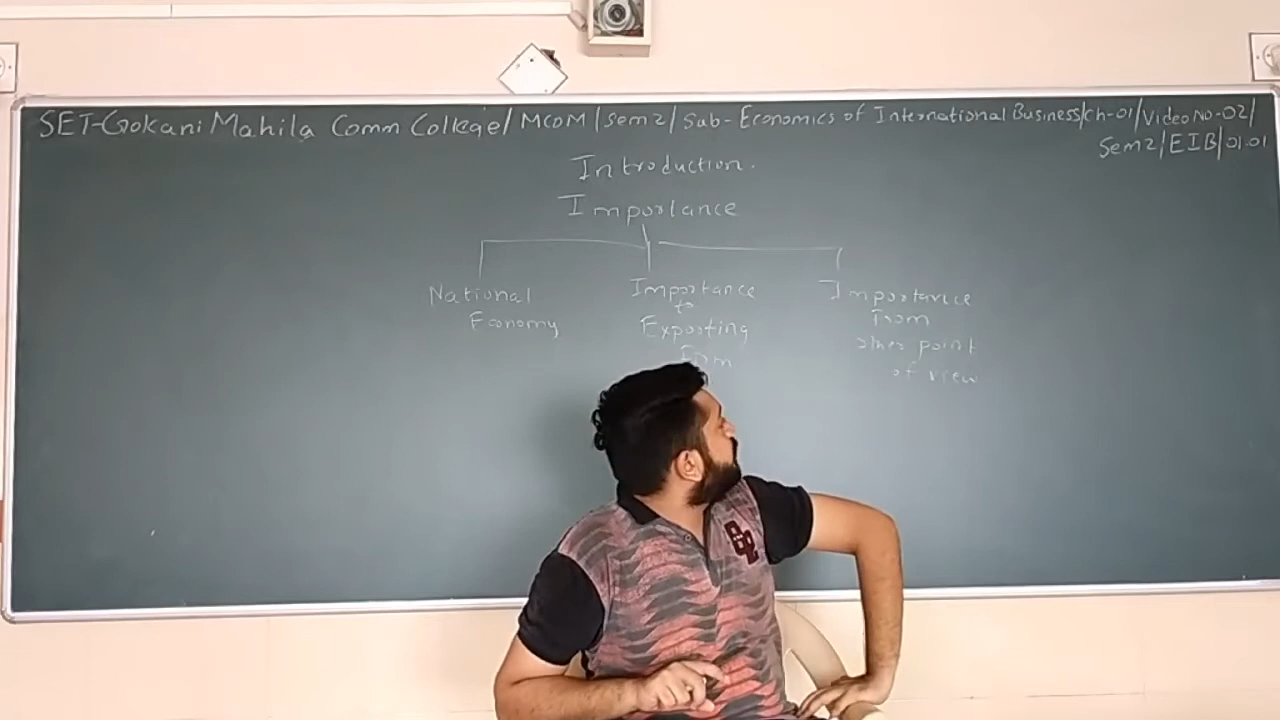 SET-Gokani Mahila Comm College/MCOM/Sem2/Sub-Economics of International Business/Ch-01/Video No-02/
Sem2/EIB/01.01
Introduction.
Importance
National
Economy
Importance
to
Exporting
Firm
Importance
From
other point
of view